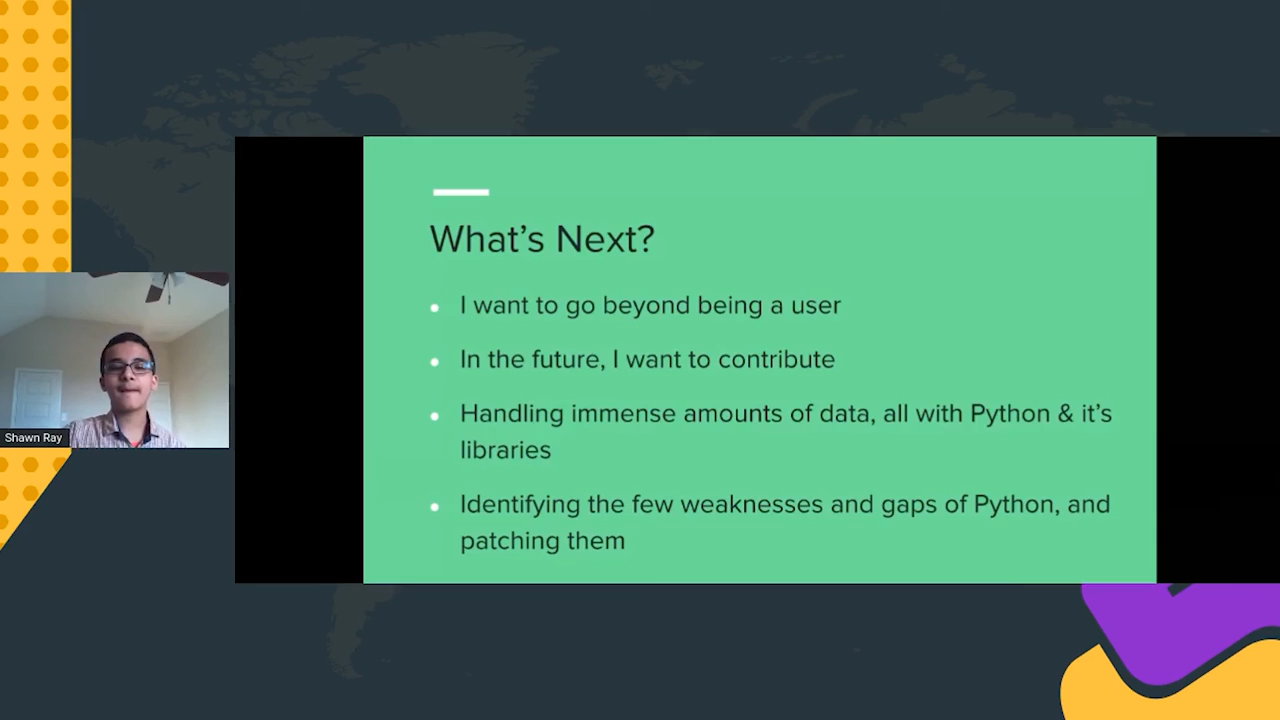 What's Next?
I want to go beyond being a user
In the future, I want to contribute
Handling immense amounts of data, all with Python & it's
libraries
Identifying the few weaknesses and gaps of Python, and
patching them
Shawn Ray